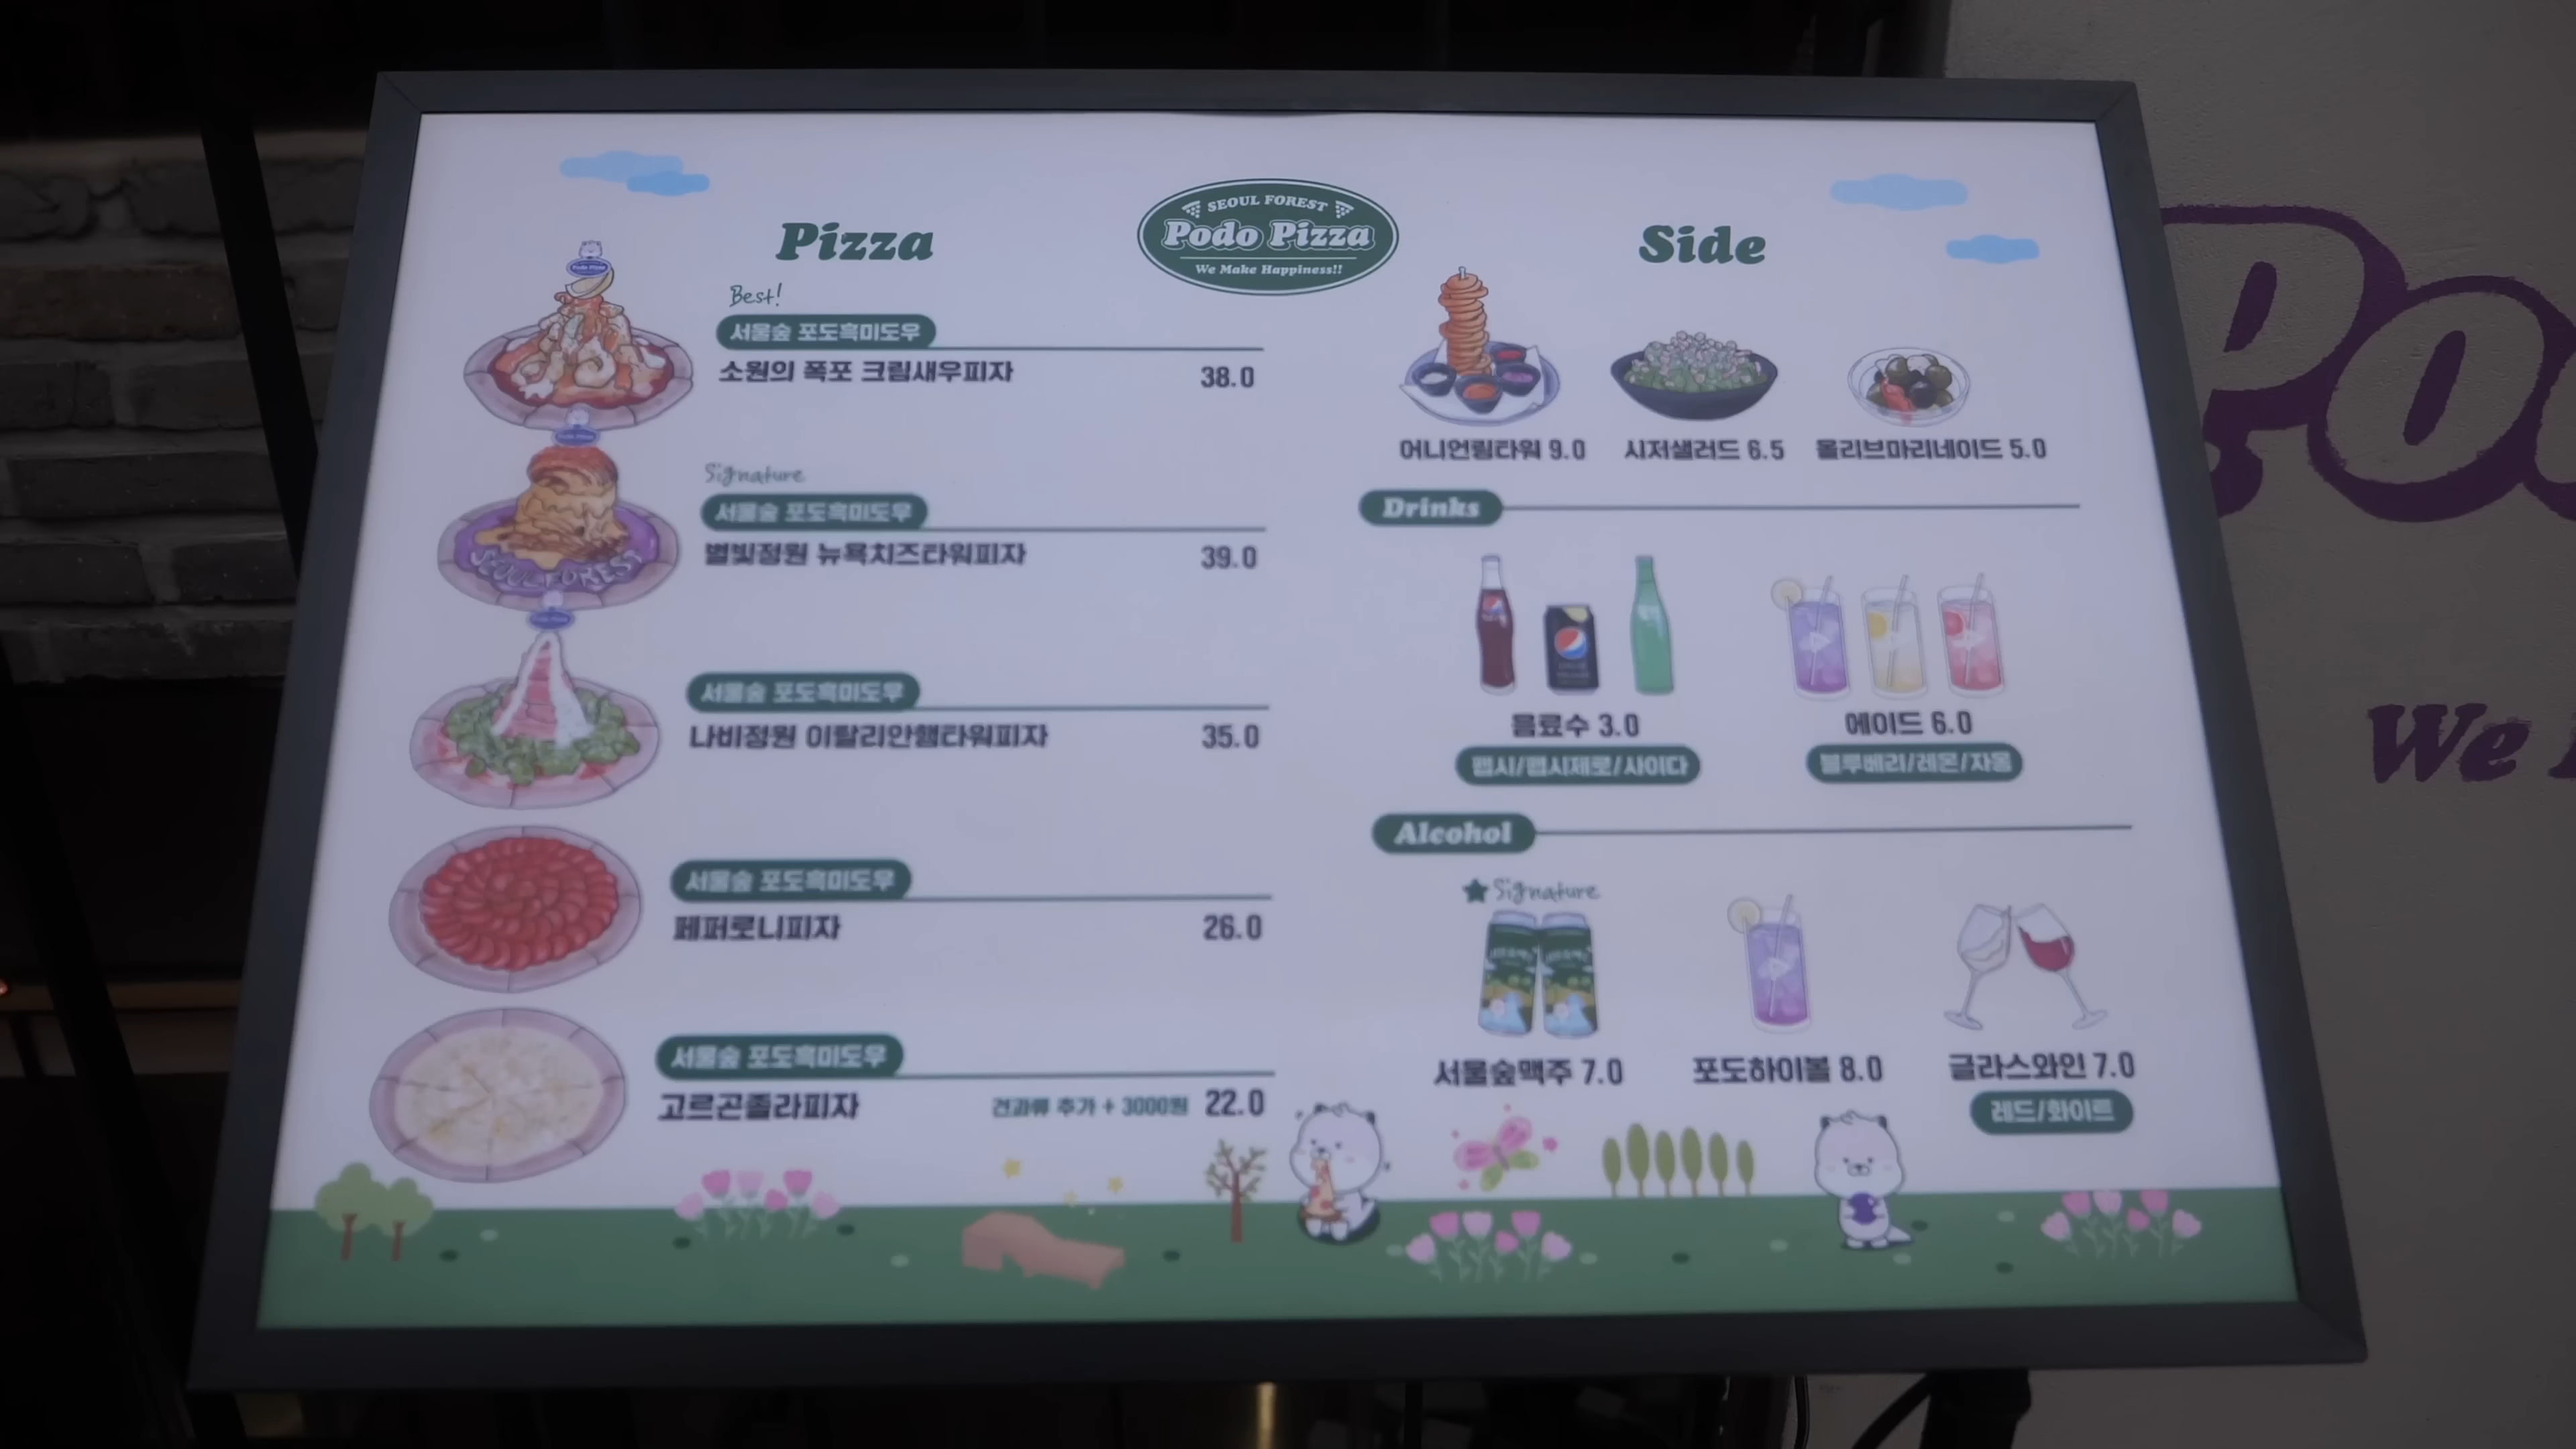 SEOUL FOREST
Podo Pizza
We Make Happiness!!
Pizza
Best!
서울숲 포도흑미도우
소원의 폭포 크림새우피자 38.0
Signature
서울숲 포도흑미도우
별빛정원 뉴욕치즈타워피자 39.0
SEOUL FOREST
서울숲 포도흑미도우
나비정원 이탈리안햄타워피자 35.0
서울숲 포도흑미도우
페퍼로니피자 26.0
서울숲 포도흑미도우
고르곤졸라피자 견과류 추가 + 3000원 22.0
Side
어니언링타워 9.0 시저샐러드 6.5 올리브마리네이드 5.0
Drinks
음료수 3.0 에이드 6.0
펩시/펩시제로/사이다 블루베리/레몬/자몽
Alcohol
Signature
서울숲맥주 7.0 포도하이볼 8.0 글라스와인 7.0
레드/화이트
We